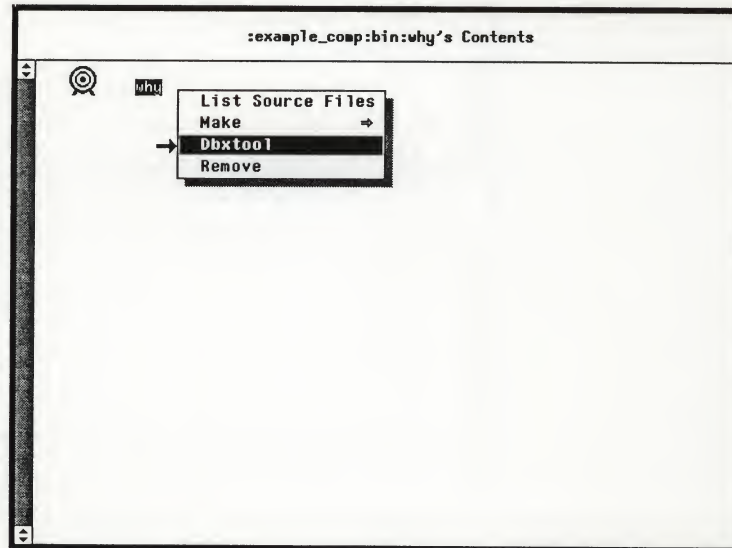 :example_comp:bin:why's Contents
why
List Source Files
Make ⇒
Dbxtool
Remove